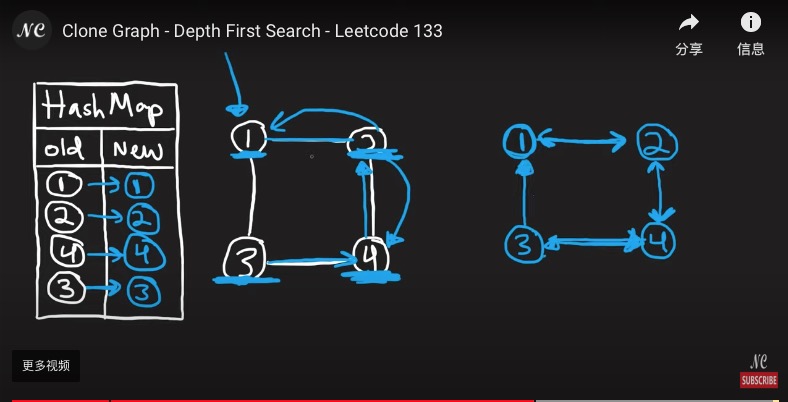 NC Clone Graph - Depth First Search - Leetcode 133
分享
信息
HashMap
old New
1 1
2 2
4 4
3 3
1 2
3 4
1 2
3 4
更多视频
NC
SUBSCRIBE